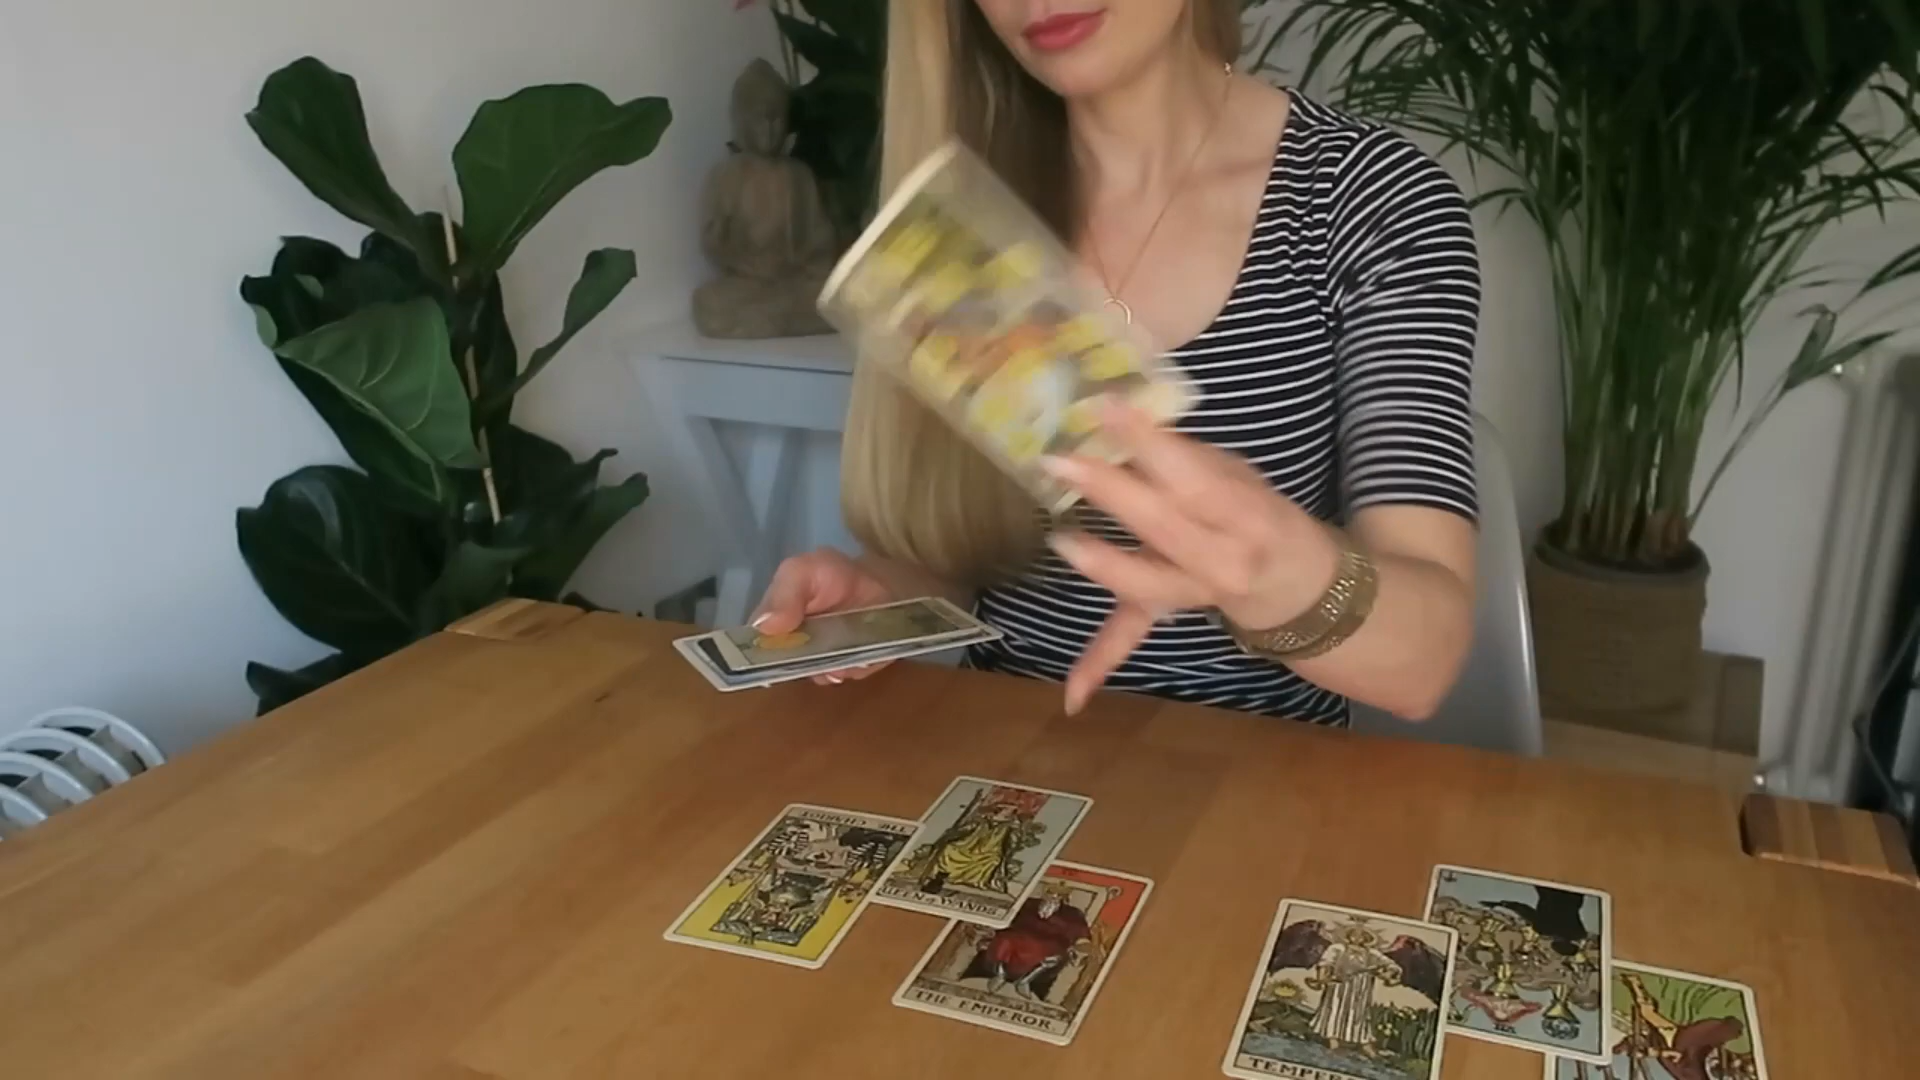 THE CHARIOT
QUEEN of WANDS
THE EMPEROR.
TEMPER